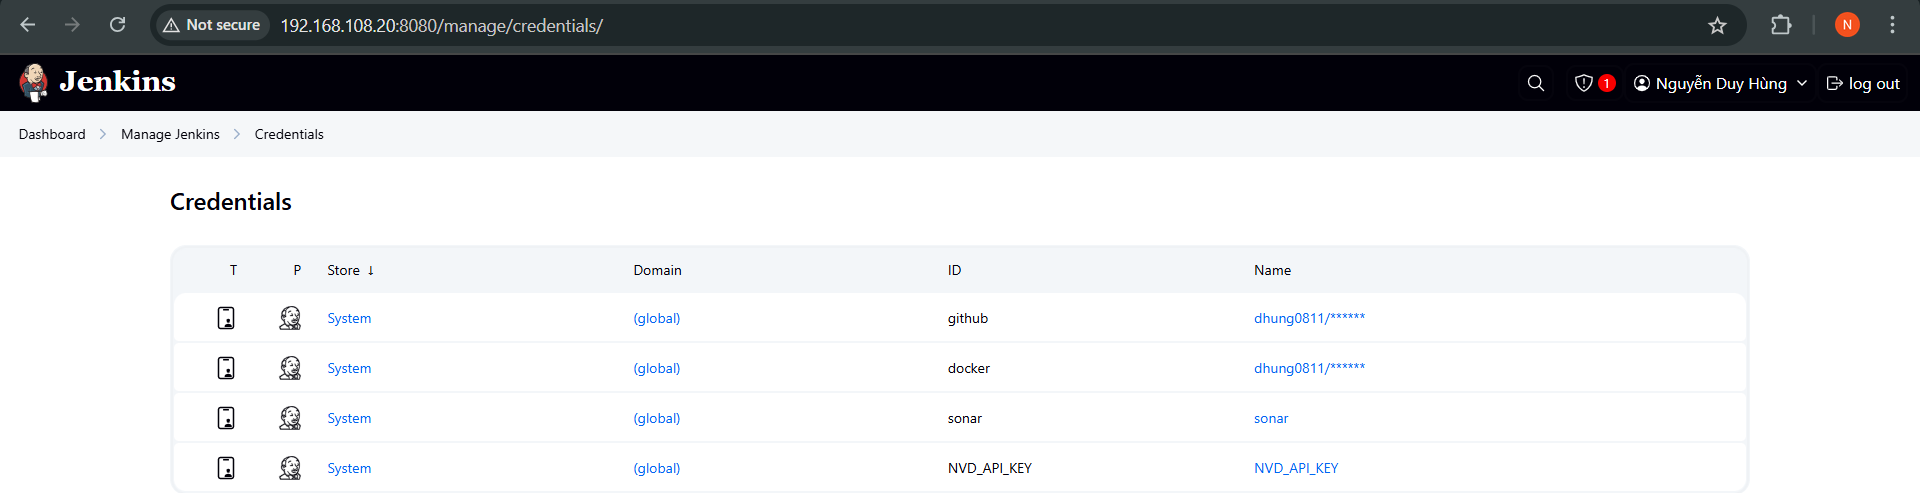 Not secure 192.168.108.20:8080/manage/credentials/ N
Jenkins 1 Nguyễn Duy Hùng log out
Dashboard Manage Jenkins Credentials
Credentials
T P Store ↓ Domain ID Name
System (global) github dhung0811/******
System (global) docker dhung0811/******
System (global) sonar sonar
System (global) NVD_API_KEY NVD_API_KEY